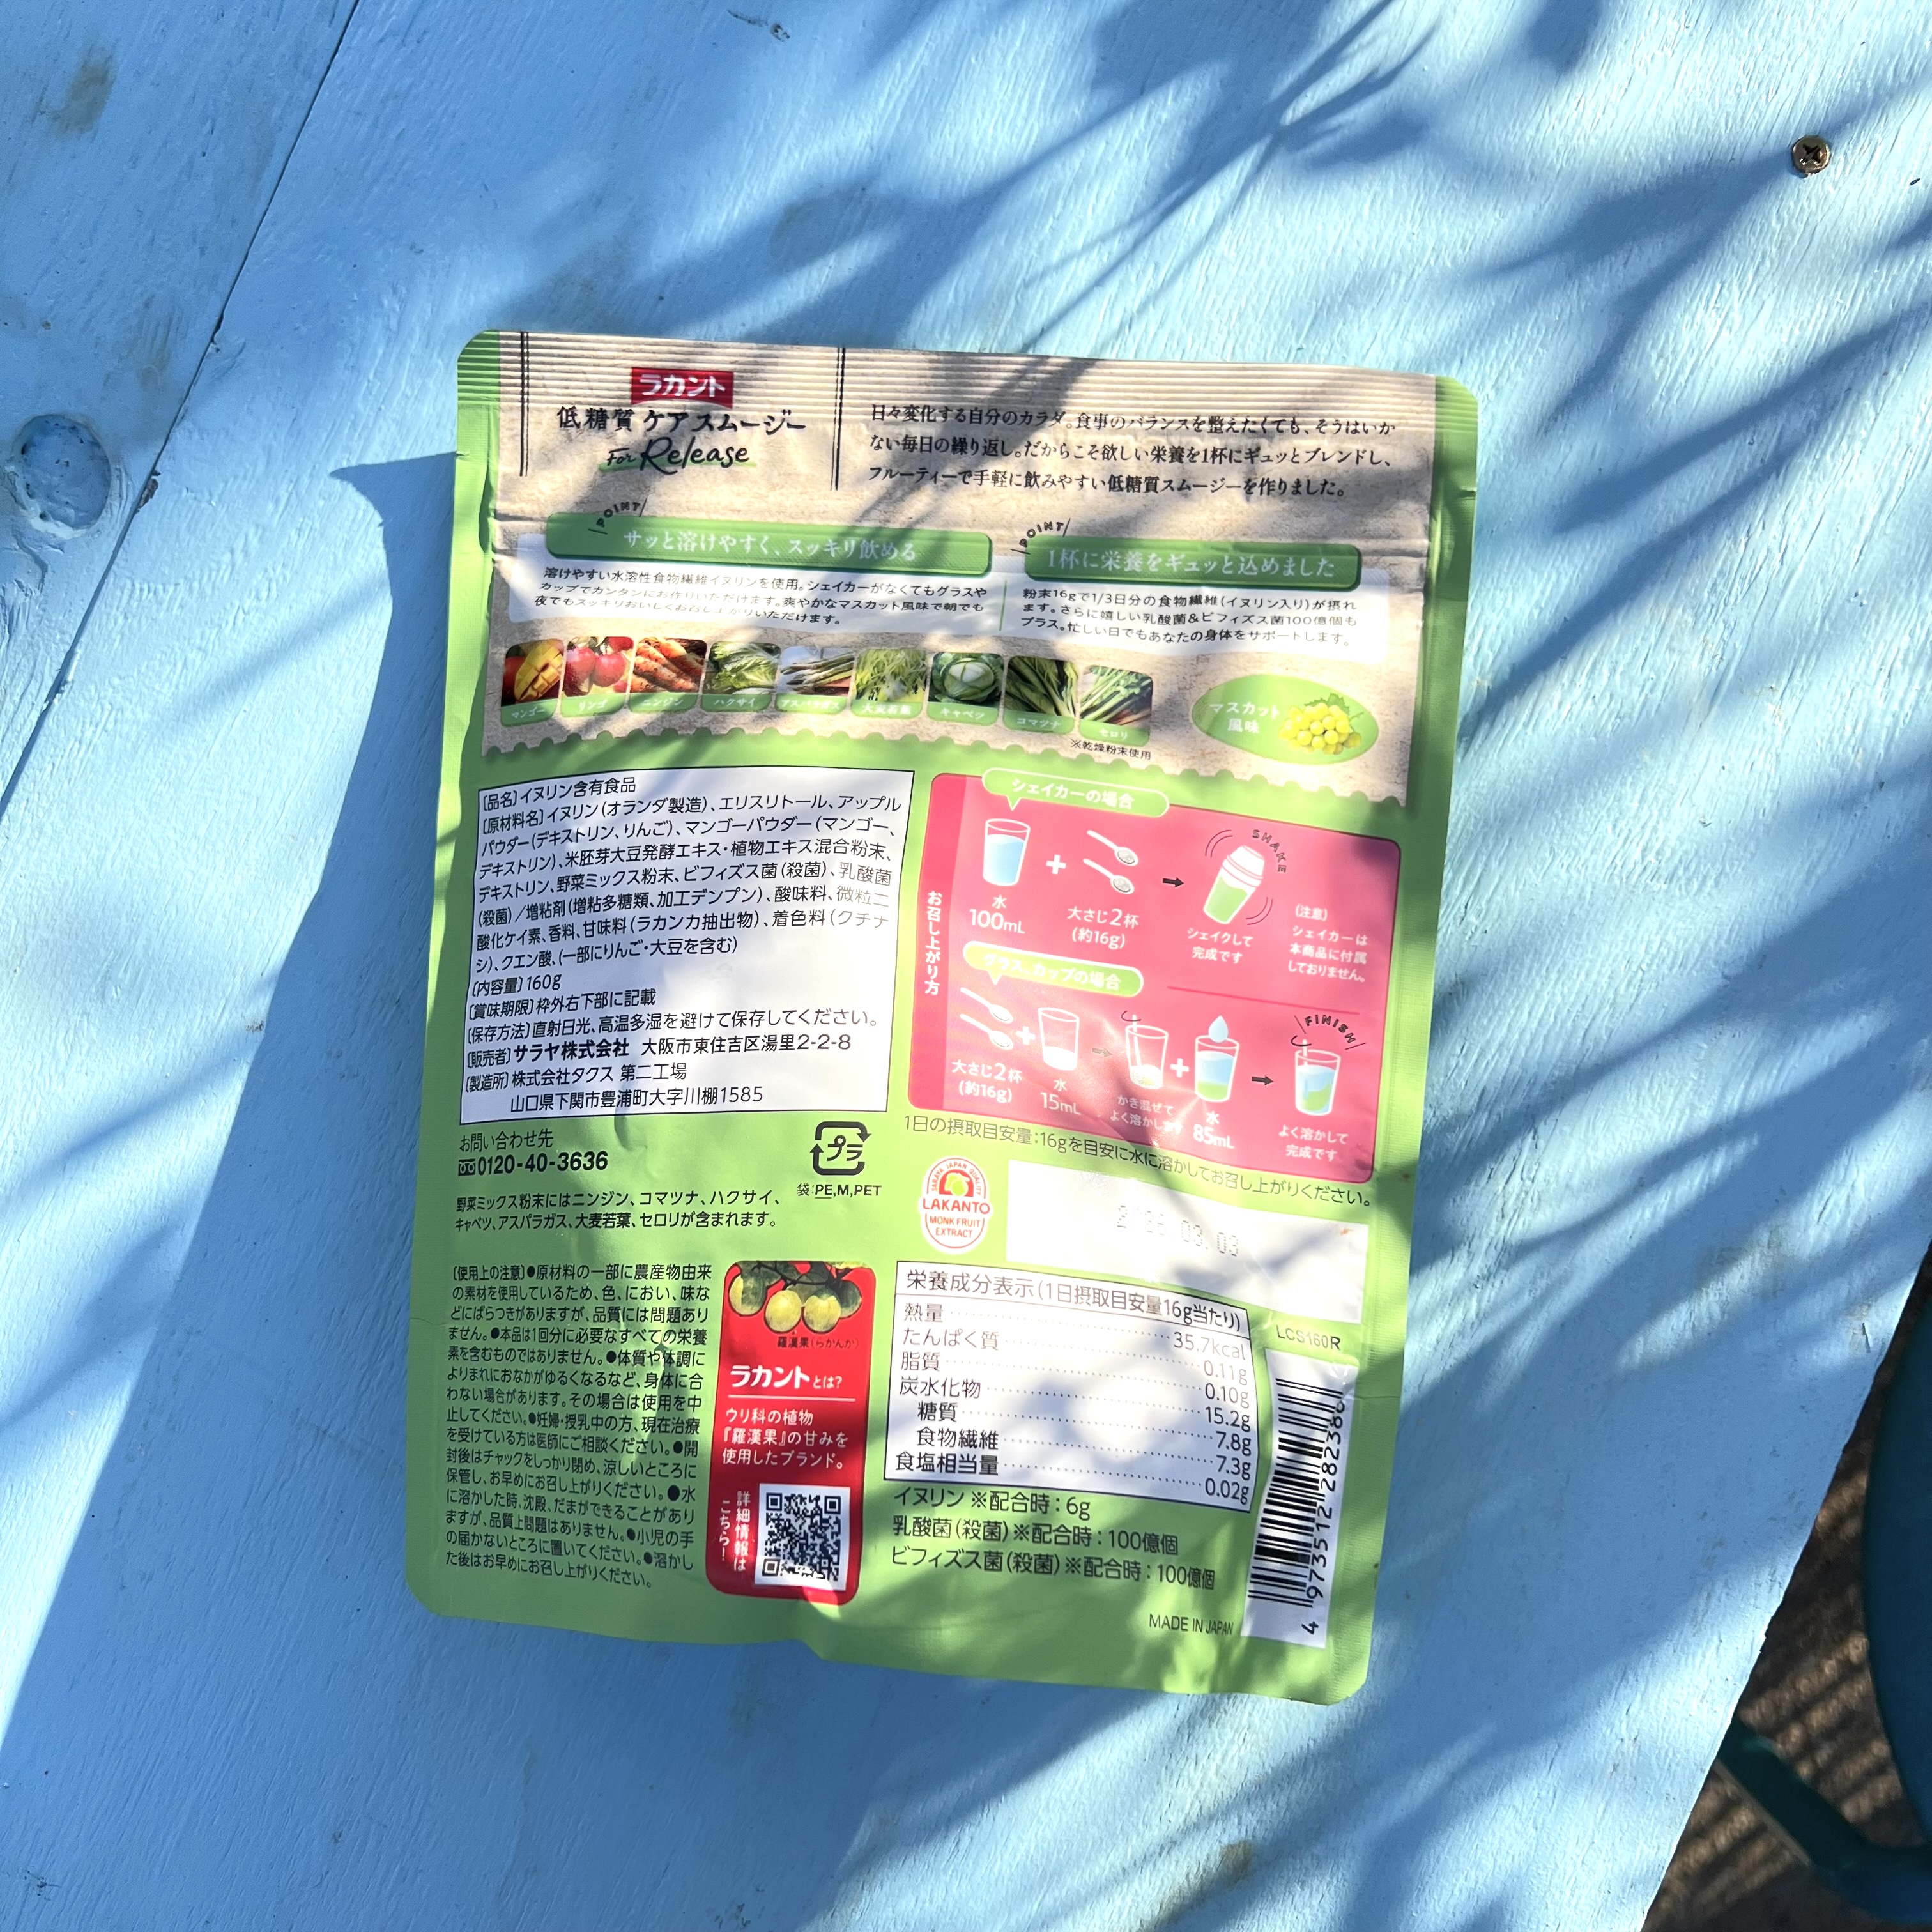 ラカント
低糖質 ケアスムージー
For Release
日々変化する自分のカラダ。食事のバランスを整えたくても、そうはいか
ない毎日の繰り返し。だからこそ欲しい栄養を1杯にギュッとブレンドし、
フルーティーで手軽に飲みやすい低糖質スムージーを作りました。
POINT
サッと溶けやすく、スッキリ飲める
溶けやすい水溶性食物繊維イヌリンを使用。シェイカーがなくてもグラスや
カップでカンタンにお作りいただけます。爽やかなマスカット風味で朝でも
夜でもスッキリおいしくお召し上がりいただけます。
POINT
1杯に栄養をギュッと込めました
粉末16gで1/3日分の食物繊維(イヌリン入り)が摂れ
ます。さらに嬉しい乳酸菌&ビフィズス菌100億個も
プラス。忙しい日でもあなたの身体をサポートします。
マンゴー
リンゴ
ニンジン
ハクサイ
アスパラガス
大麦若葉
キャベツ
コマツナ
セロリ
※乾燥粉末使用
マスカット
風味
〔品名〕イヌリン含有食品
〔原材料名〕イヌリン(オランダ製造)、エリスリトール、アップル
パウダー(デキストリン、りんご)、マンゴーパウダー(マンゴー、
デキストリン)、米胚芽大豆発酵エキス・植物エキス混合粉末、
デキストリン、野菜ミックス粉末、ビフィズス菌(殺菌)、乳酸菌
(殺菌)/増粘剤(増粘多糖類、加工デンプン)、酸味料、微粒二
酸化ケイ素、香料、甘味料(ラカンカ抽出物)、着色料(クチナ
シ)、クエン酸、(一部にりんご・大豆を含む)
〔内容量〕160g
〔賞味期限〕枠外右下部に記載
〔保存方法〕直射日光、高温多湿を避けて保存してください。
〔販売者〕サラヤ株式会社 大阪市東住吉区湯里2-2-8
〔製造所〕株式会社タクス 第二工場
山口県下関市豊浦町大字川棚1585
お問い合わせ先
0120-40-3636
プラ
袋:PE,M,PET
野菜ミックス粉末にはニンジン、コマツナ、ハクサイ、
キャベツ、アスパラガス、大麦若葉、セロリが含まれます。
お召し上がり方
シェイカーの場合
水
100mL
+
大さじ2杯
(約16g)
SHAKE
シェイクして
完成です
(注意)
シェイカーは
本商品に付属
しておりません。
グラス、カップの場合
大さじ2杯
(約16g)
+
水
15mL
かき混ぜて
よく溶かします
+
水
85mL
FINISH
よく溶かして
完成です
1日の摂取目安量:16gを目安に水に溶かしてお召し上がりください。
SARAYA JAPAN QUALITY
LAKANTO
MONK FRUIT
EXTRACT
03.03
LCS160R
〔使用上の注意〕●原材料の一部に農産物由来
の素材を使用しているため、色、におい、味な
どにばらつきがありますが、品質には問題あり
ません。●本品は1回分に必要なすべての栄養
素を含むものではありません。●体質や体調に
よりまれにおなかがゆるくなるなど、身体に合
わない場合があります。その場合は使用を中
止してください。●妊婦・授乳中の方、現在治療
を受けている方は医師にご相談ください。●開
封後はチャックをしっかり閉め、涼しいところに
保管し、お早めにお召し上がりください。●水
に溶かした時、沈殿、だまができることがあり
ますが、品質上問題はありません。●小児の手
の届かないところに置いてください。●溶かし
た後はお早めにお召し上がりください。
羅漢果(らかんか)
ラカントとは?
ウリ科の植物
『羅漢果』の甘みを
使用したブランド。
詳細情報は
こちら!
栄養成分表示(1日摂取目安量16g当たり)
熱量 35.7kcal
たんぱく質 0.11g
脂質 0.10g
炭水化物 15.2g
糖質 7.8g
食物繊維 7.3g
食塩相当量 0.02g
イヌリン ※配合時:6g
乳酸菌(殺菌)※配合時:100億個
ビフィズス菌(殺菌)※配合時:100億個
MADE IN JAPAN
4 973512 282386